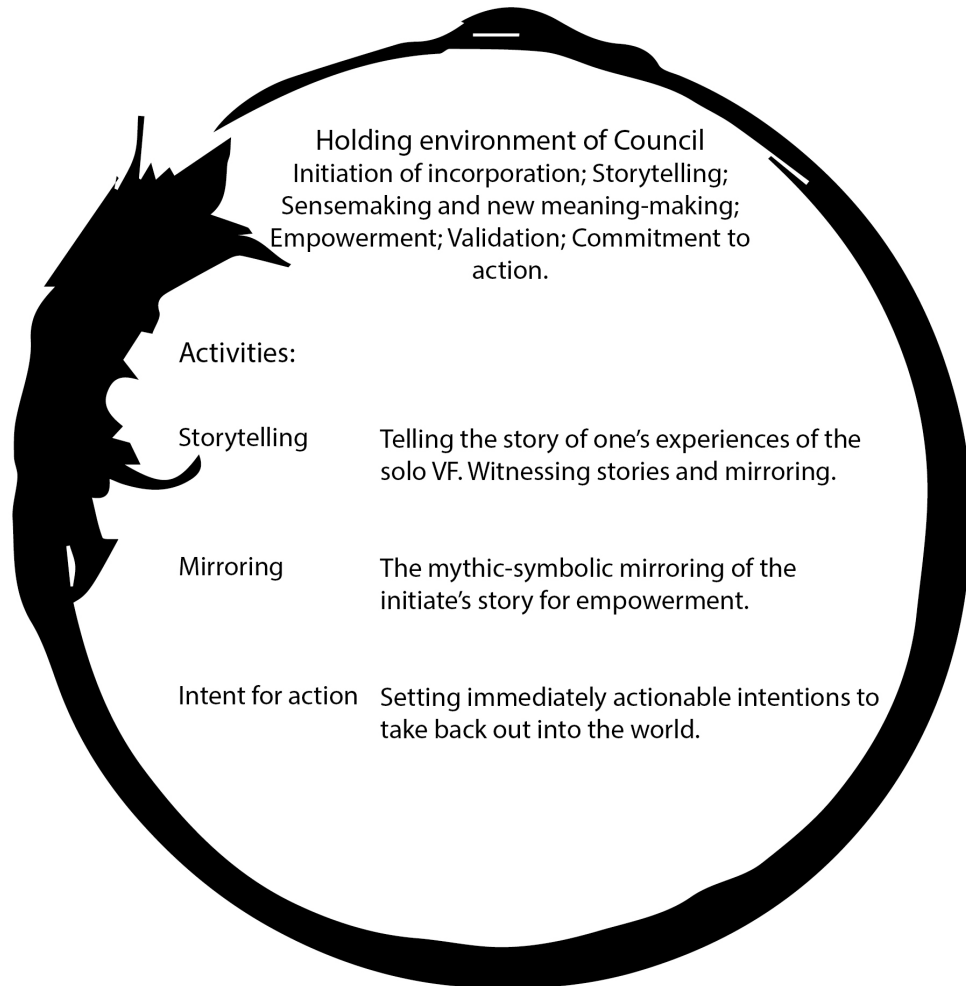 Holding environment of Council
Initiation of incorporation; Storytelling;
Sensemaking and new meaning-making;
Empowerment; Validation; Commitment to
action.
Activities:
Storytelling Telling the story of one’s experiences of the
solo VF. Witnessing stories and mirroring.
Mirroring The mythic-symbolic mirroring of the
initiate’s story for empowerment.
Intent for action Setting immediately actionable intentions to
take back out into the world.